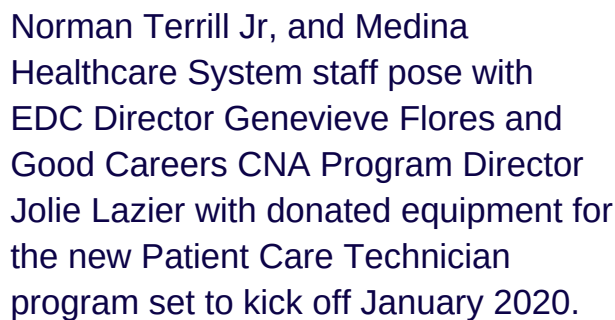 Norman Terrill Jr, and Medina
Healthcare System staff pose with
EDC Director Genevieve Flores and
Good Careers CNA Program Director
Jolie Lazier with donated equipment for
the new Patient Care Technician
program set to kick off January 2020.